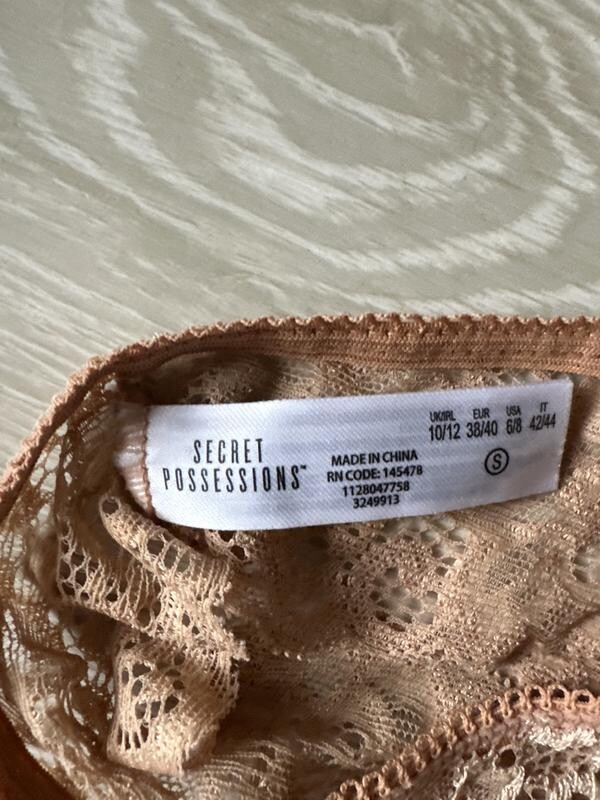 SECRET
POSSESSIONS™
MADE IN CHINA
RN CODE: 145478
1128047758
3249913
UK/IRL EUR USA IT
10/12 38/40 6/8 42/44
S